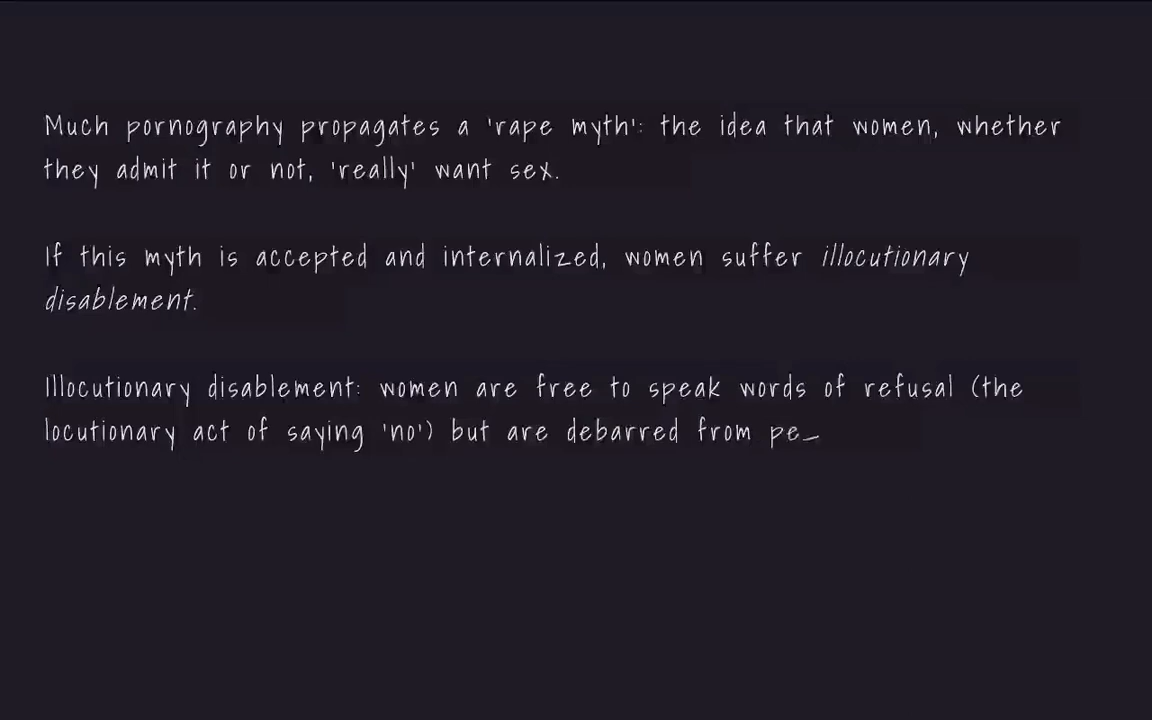 Much pornography propagates a 'rape myth': the idea that women, whether
they admit it or not, 'really' want sex.
If this myth is accepted and internalized, women suffer illocutionary
disablement.
Illocutionary disablement: women are free to speak words of refusal (the
locutionary act of saying 'no') but are debarred from pe_